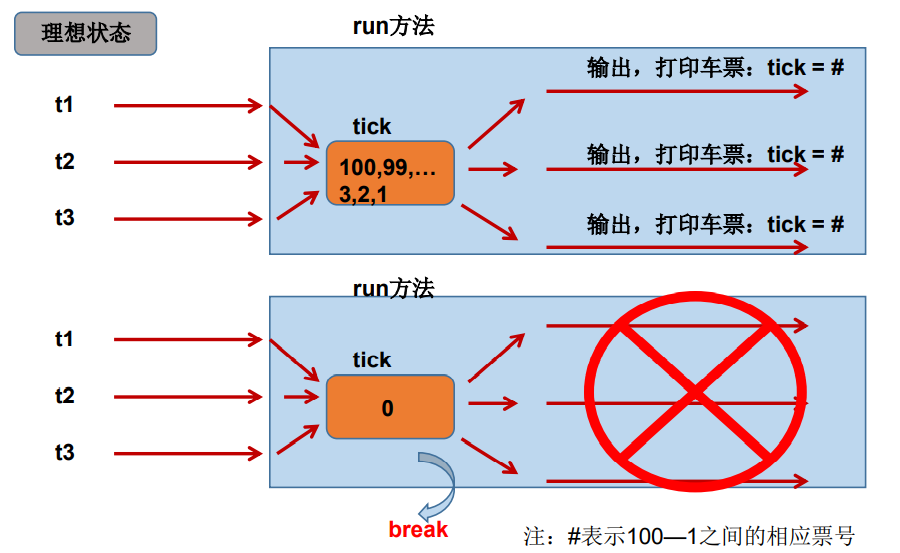 理想状态
run方法
输出，打印车票：tick = #
t1
tick
t2
100,99,…
3,2,1
输出，打印车票：tick = #
t3
输出，打印车票：tick = #
run方法
t1
tick
t2
0
t3
break
注：#表示100—1之间的相应票号